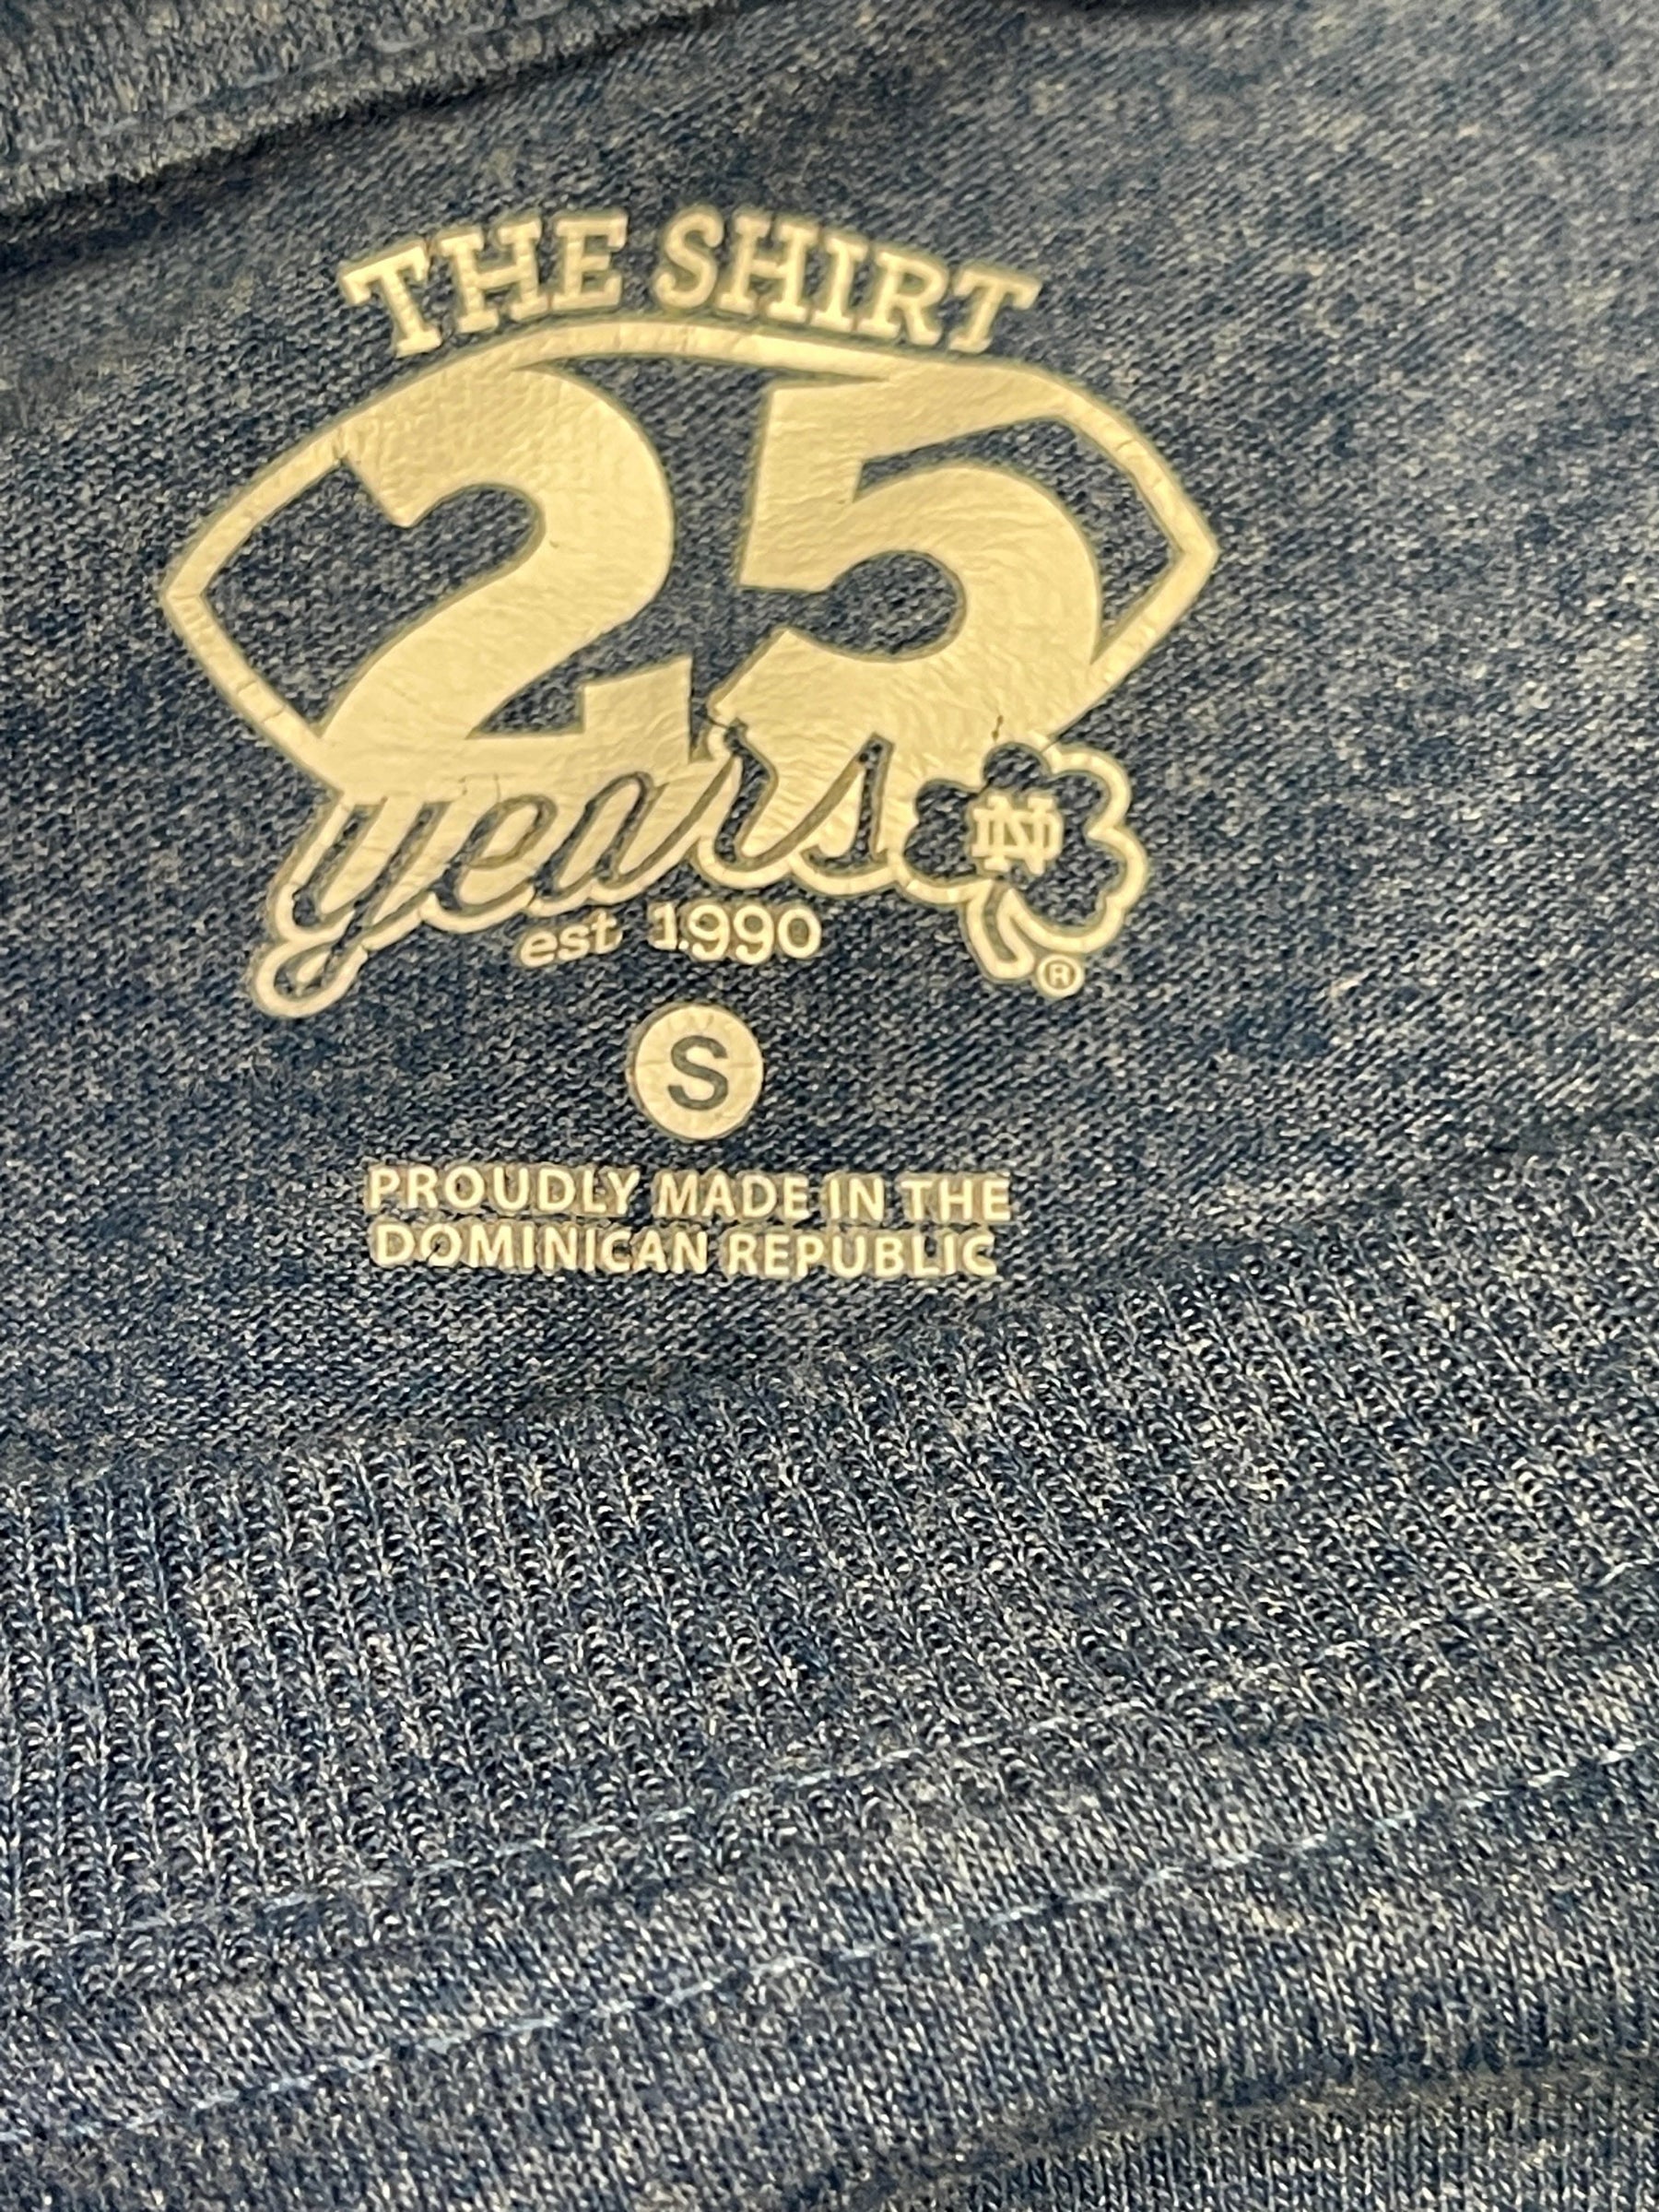 THE SHIRT
25
years
ND
est 1990
®
S
PROUDLY MADE IN THE
DOMINICAN REPUBLIC